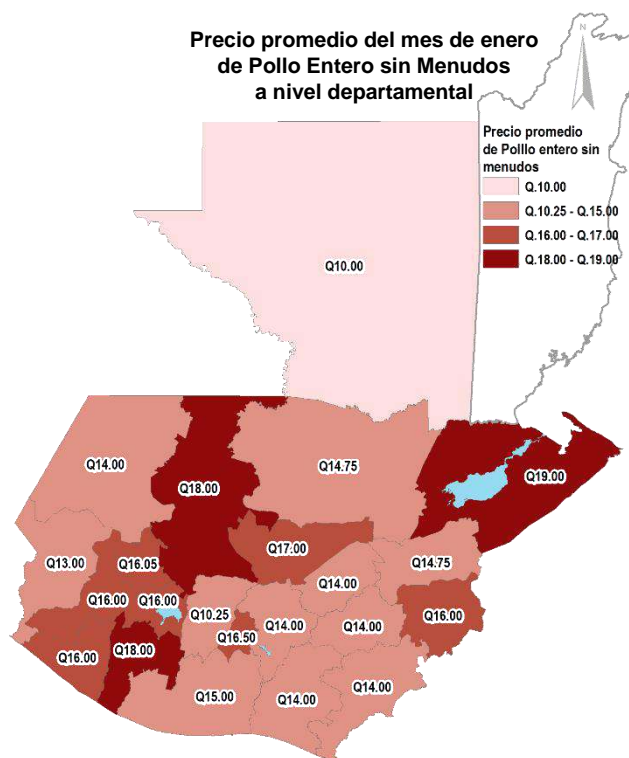 Precio promedio del mes de enero
de Pollo Entero sin Menudos
a nivel departamental
N
Precio promedio
de Polllo entero sin
menudos
Q.10.00
Q.10.25 - Q.15.00
Q.16.00 - Q.17.00
Q.18.00 - Q.19.00
Q10.00
Q14.00
Q18.00
Q14.75
Q19.00
Q13.00
Q16.05
Q17.00
Q14.75
Q14.00
Q16.00
Q16.00
Q10.25
Q14.00
Q16.00
Q16.50
Q14.00
Q16.00
Q18.00
Q15.00
Q14.00
Q14.00